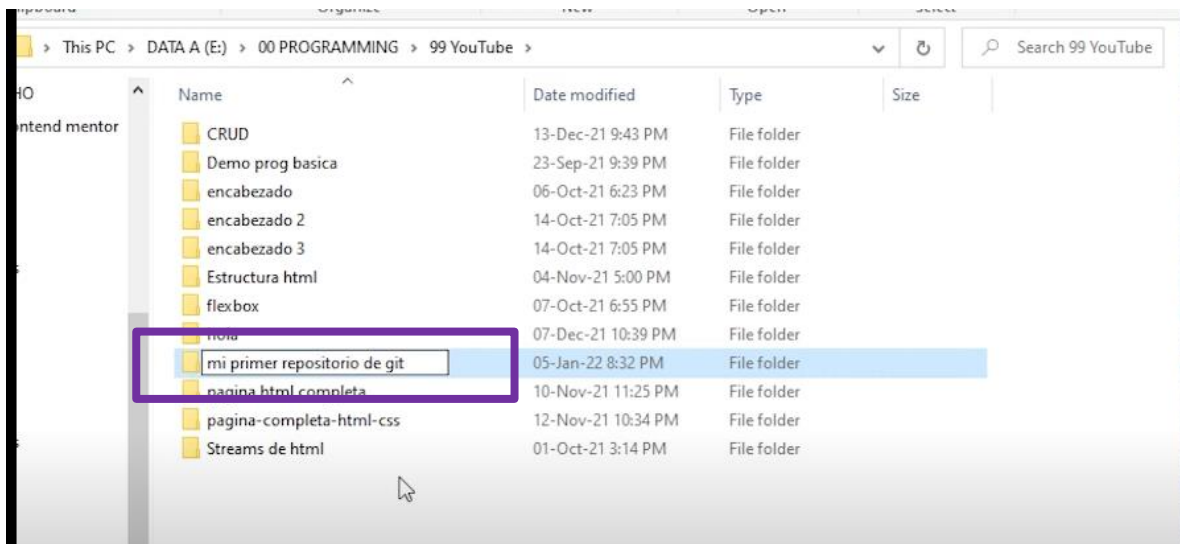 This PC > DATA A (E:) > 00 PROGRAMMING > 99 YouTube >
Search 99 YouTube
Name Date modified Type Size
ntend mentor
CRUD 13-Dec-21 9:43 PM File folder
Demo prog basica 23-Sep-21 9:39 PM File folder
encabezado 06-Oct-21 6:23 PM File folder
encabezado 2 14-Oct-21 7:05 PM File folder
encabezado 3 14-Oct-21 7:05 PM File folder
Estructura html 04-Nov-21 5:00 PM File folder
flexbox 07-Oct-21 6:55 PM File folder
07-Dec-21 10:39 PM File folder
mi primer repositorio de git 05-Jan-22 8:32 PM File folder
pagina html completa 10-Nov-21 11:25 PM File folder
pagina-completa-html-css 12-Nov-21 10:34 PM File folder
Streams de html 01-Oct-21 3:14 PM File folder